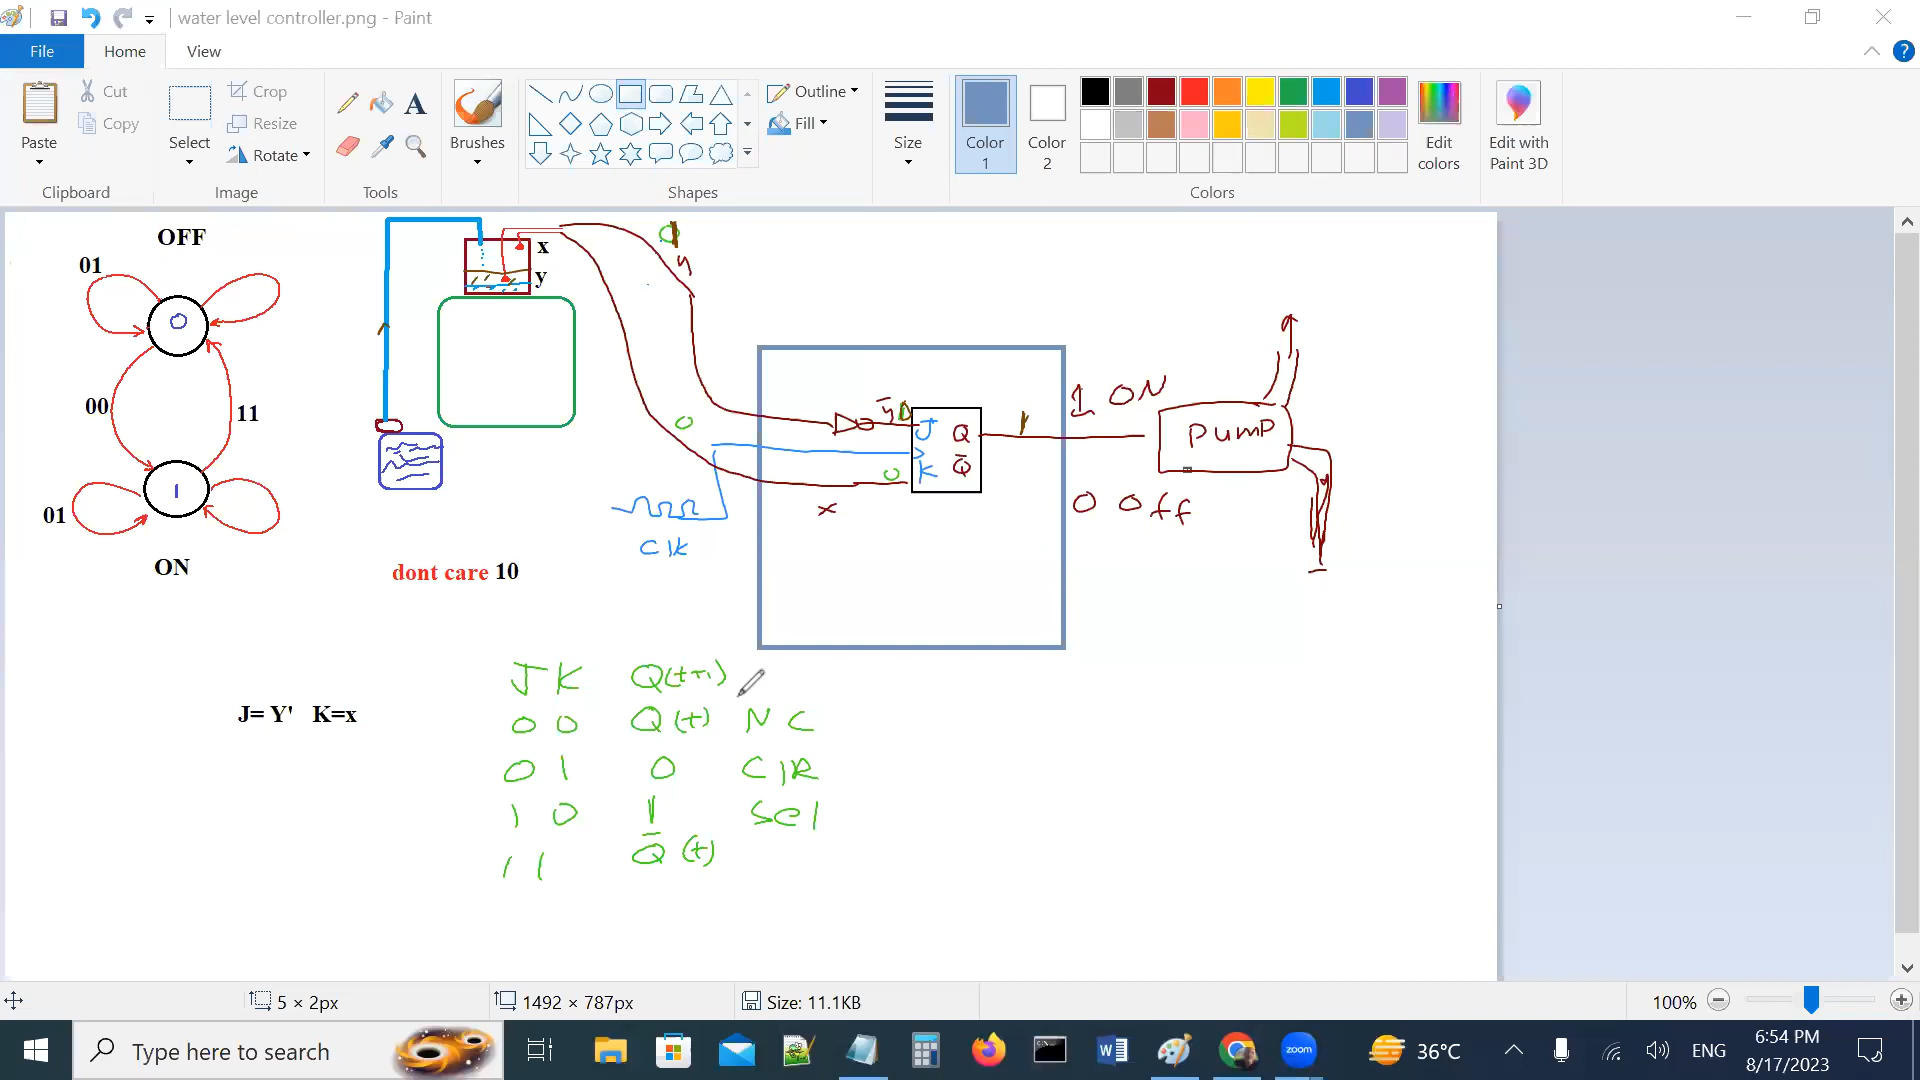 water level controller.png - Paint
File Home View
Paste
Cut
Copy
Clipboard
Select
Crop
Resize
Rotate
Image
A
Tools
Brushes
Shapes
Outline
Fill
Size
Color 1
Color 2
Edit colors
Colors
Edit with Paint 3D
OFF
01
0
00
11
1
01
ON
x
y
dont care 10
y
0
x
clk
ȳ
0
J Q
K Q̄
1 ON
PUMP
0 Off
J= Y' K=x
J K Q(t+1)
0 0 Q(t) N C
0 1 0 ClR
1 0 1 Set
1 1 Q̄(t)
5 × 2px
1492 × 787px
Size: 11.1KB
100%
Type here to search
zoom
36°C
ENG
6:54 PM
8/17/2023